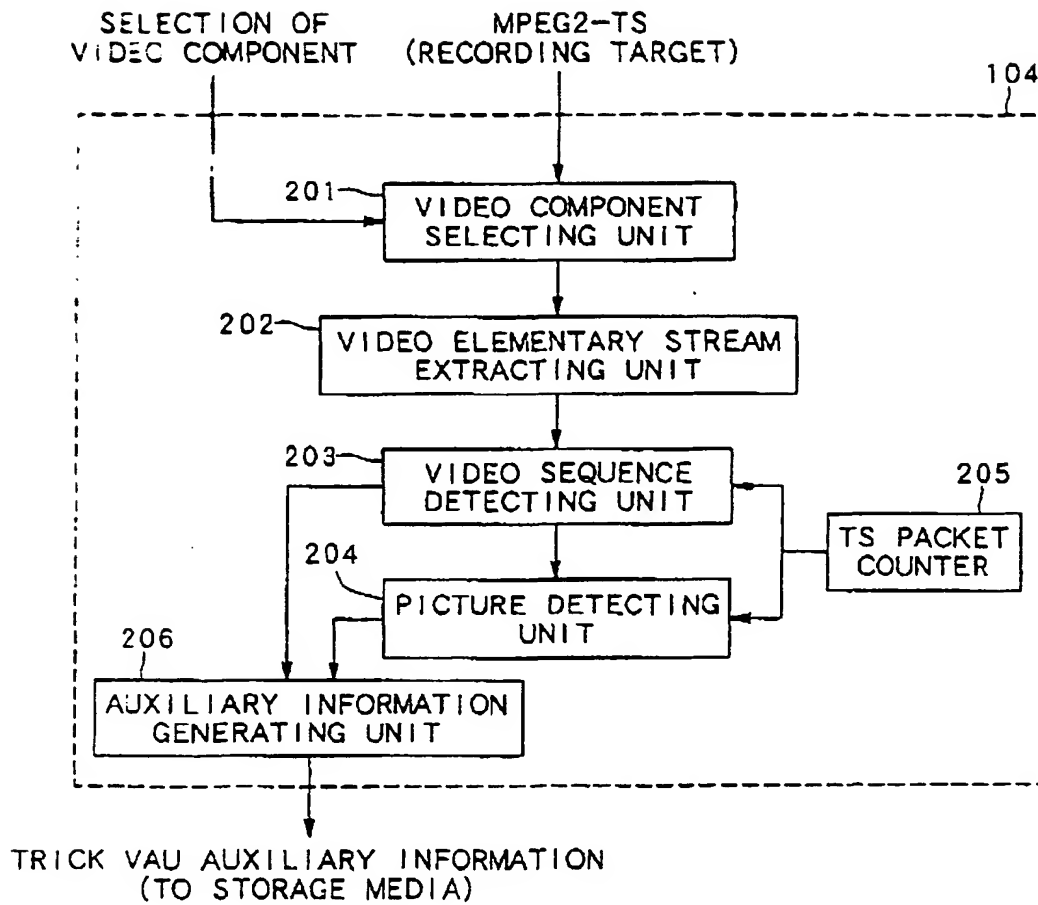 SELECTION OF
VIDEC COMPONENT
MPEG2-TS
(RECORDING TARGET)
104
201
VIDEO COMPONENT
SELECTING UNIT
202
VIDEO ELEMENTARY STREAM
EXTRACTING UNIT
203
VIDEO SEQUENCE
DETECTING UNIT
205
TS PACKET
COUNTER
204
PICTURE DETECTING
UNIT
206
AUXILIARY INFORMATION
GENERATING UNIT
TRICK VAU AUXILIARY INFORMATION
(TO STORAGE MEDIA)